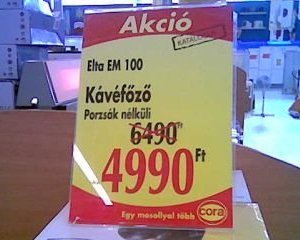 Akció
KATALÓGUS
Elta EM 100
Kávéfőző
Porzsák nélküli
6490 Ft
4990 Ft
Egy mosollyal több
cora